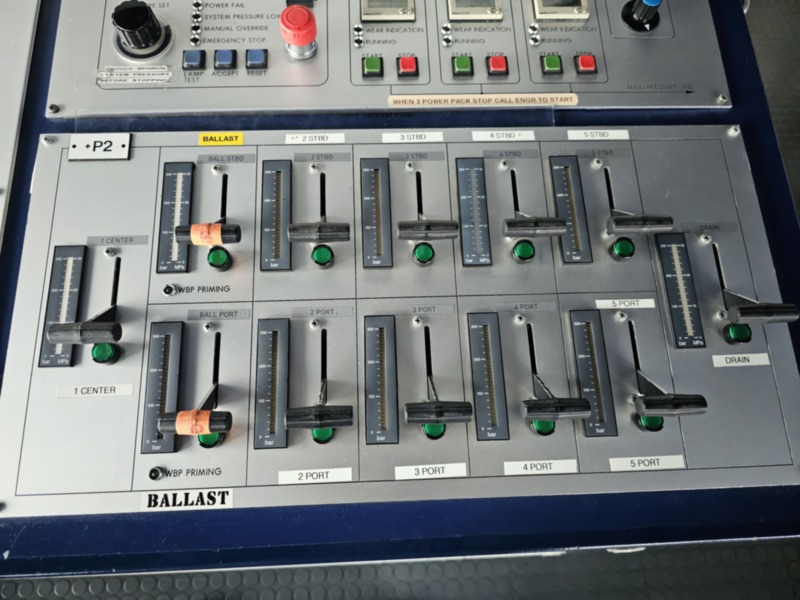 POWER FAIL
SYSTEM PRESSURE LOW
MANUAL OVERRIDE
EMERGENCY STOP
SYSTEM PRESSURE
BEFORE STOPPING
LAMP TEST
ACCEPT
RESET
WEAR INDICATION
RUNNING
START
STOP
WEAR INDICATION
RUNNING
START
STOP
WEAR INDICATION
RUNNING
START
STOP
WHEN 3 POWER PACK STOP CALL ENGR TO START
P2
BALLAST
2 STBD
3 STBD
4 STBD
5 STBD
BALL STBD
2 STBD
3 STBD
4 STBD
5 STBD
1 CENTER
DRAIN
WBP PRIMING
1 CENTER
BALL PORT
2 PORT
3 PORT
4 PORT
5 PORT
DRAIN
WBP PRIMING
2 PORT
3 PORT
4 PORT
5 PORT
BALLAST